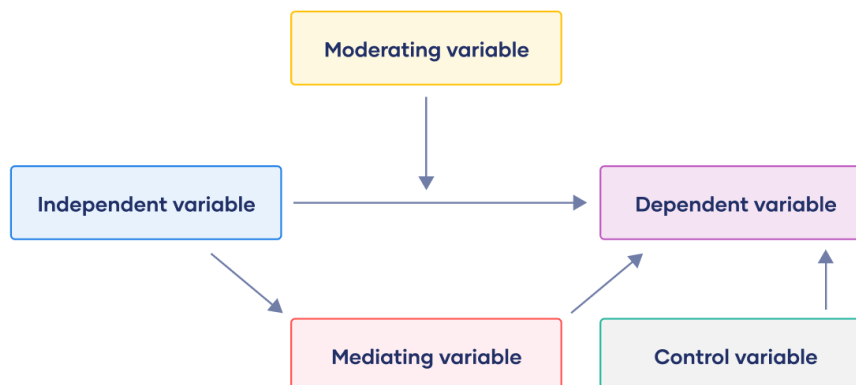 Moderating variable
Independent variable
Dependent variable
Mediating variable
Control variable